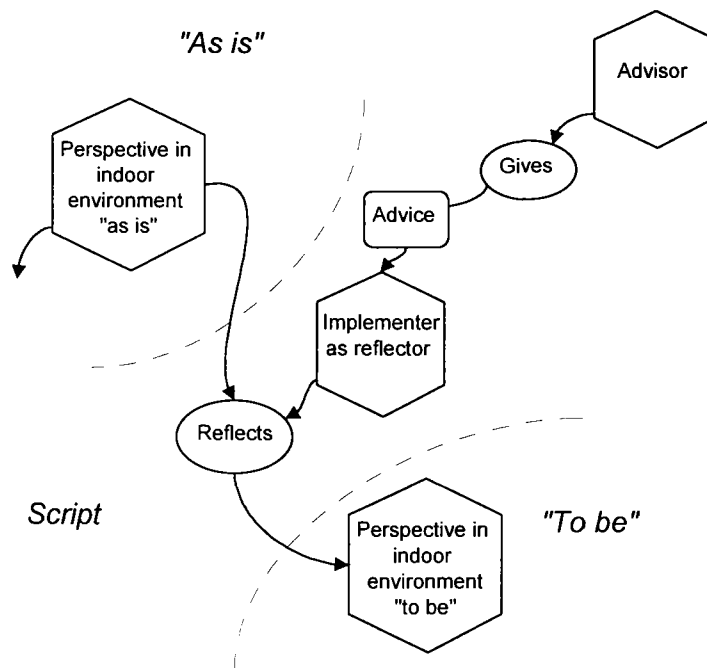 "As is"
Advisor
Perspective in
indoor
environment
"as is"
Gives
Advice
Implementer
as reflector
Reflects
Script
"To be"
Perspective in
indoor
environment
"to be"